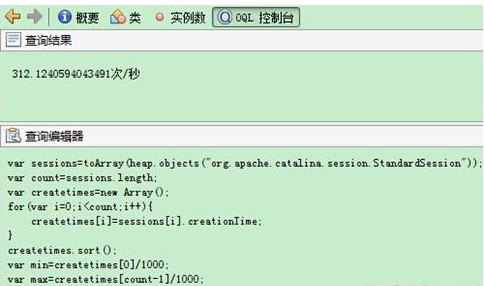 概要 类 实例数 OQL 控制台
查询结果
312.1240594043491次/秒
查询编辑器
var sessions=toArray(heap.objects("org.apache.catalina.session.StandardSession"));
var count=sessions.length;
var createtimes=new Array();
for(var i=0;i<count;i++){
createtimes[i]=sessions[i].creationTime;
}
createtimes.sort();
var min=createtimes[0]/1000;
var max=createtimes[count-1]/1000;